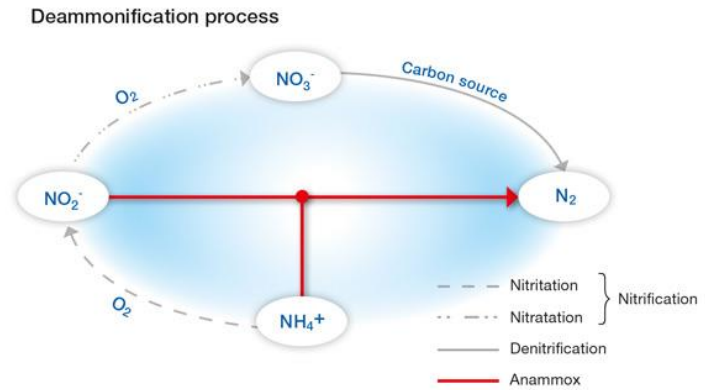 Deammonification process
NO₃⁻
Carbon source
O₂
NO₂⁻
N₂
O₂
NH₄+
Nitritation
Nitratation
Nitrification
Denitrification
Anammox